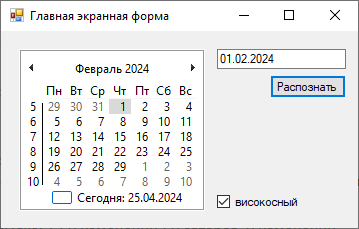 Главная экранная форма
Февраль 2024
Пн Вт Ср Чт Пт Сб Вс
5 29 30 31 1 2 3 4
6 5 6 7 8 9 10 11
7 12 13 14 15 16 17 18
8 19 20 21 22 23 24 25
9 26 27 28 29 1 2 3
10 4 5 6 7 8 9 10
Сегодня: 25.04.2024
01.02.2024
Распознать
високосный